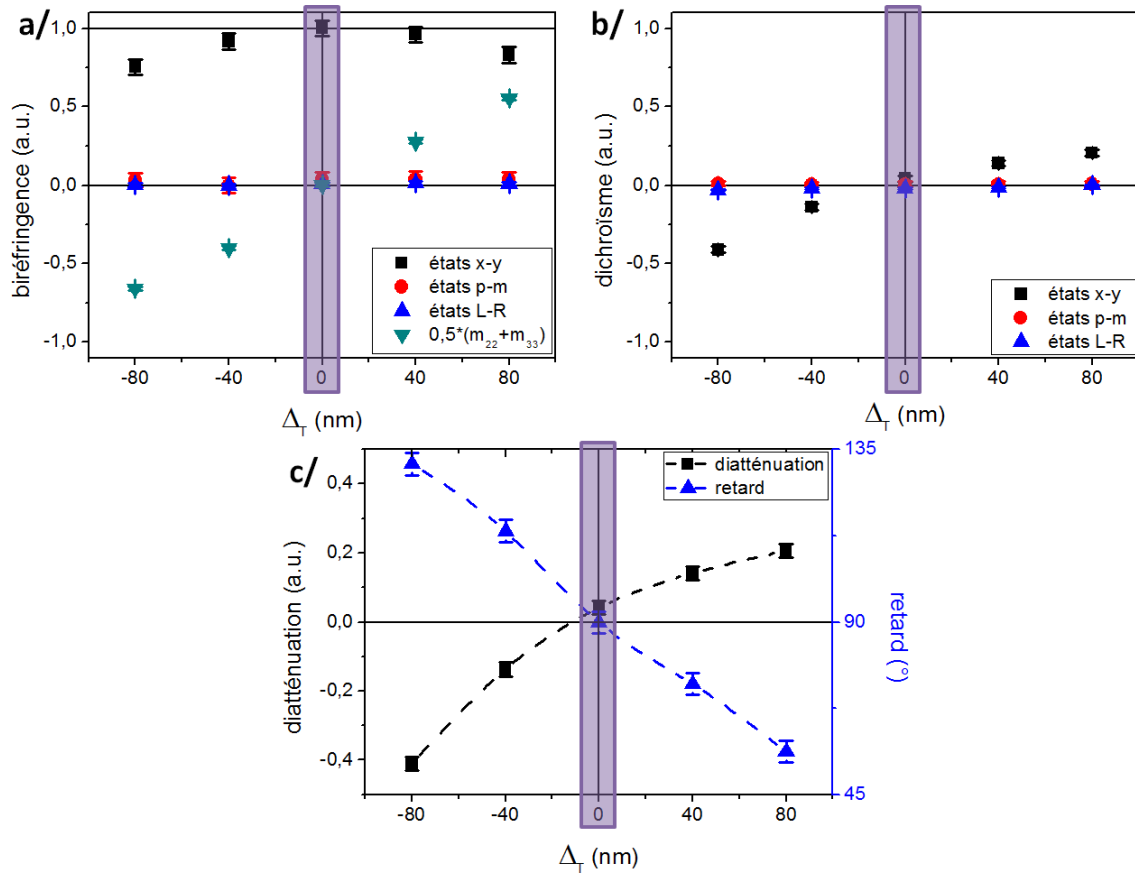 a/
biréfringence (a.u.)
1,0
0,5
0,0
-0,5
-1,0
états x-y
états p-m
états L-R
0,5*(m22+m33)
-80 -40 0 40 80
ΔT (nm)
b/
dichroïsme (a.u.)
1,0
0,5
0,0
-0,5
-1,0
états x-y
états p-m
états L-R
-80 -40 0 40 80
ΔT (nm)
c/
diatténuation (a.u.)
0,4
0,2
0,0
-0,2
-0,4
diatténuation
retard
135
90
45
retard (°)
-80 -40 0 40 80
ΔT (nm)